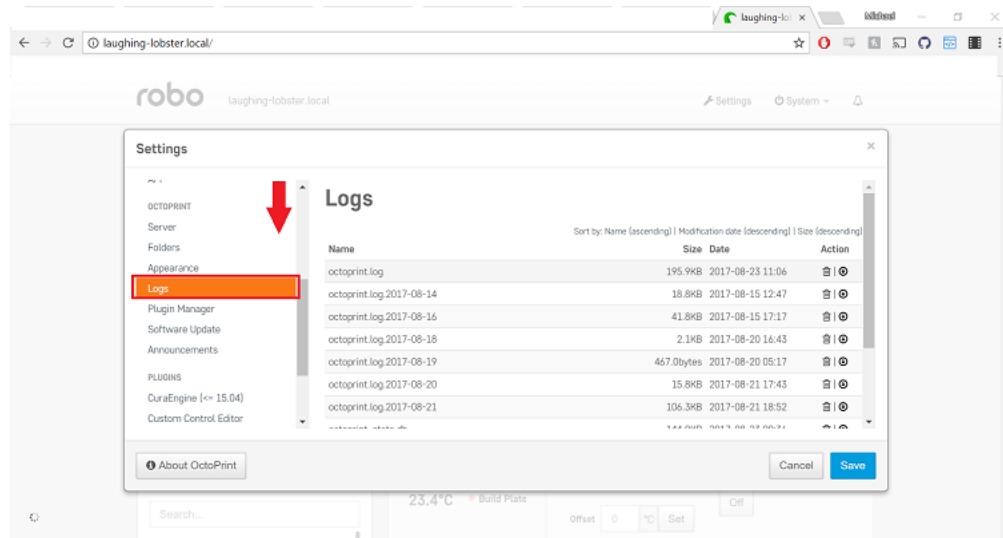 laughing-lo
Michael
laughing-lobster.local/
robo
laughing-lobster.local
Settings
System
Settings
OCTOPRINT
Server
Folders
Appearance
Logs
Plugin Manager
Software Update
Announcements
PLUGINS
CuraEngine (<= 15.04)
Custom Control Editor
Logs
Sort by: Name (ascending) | Modification date (descending) | Size (descending)
Name Size Date Action
octoprint.log 195.9KB 2017-08-23 11:06
octoprint.log.2017-08-14 18.8KB 2017-08-15 12:47
octoprint.log.2017-08-16 41.8KB 2017-08-15 17:17
octoprint.log.2017-08-18 2.1KB 2017-08-20 16:43
octoprint.log.2017-08-19 467.0bytes 2017-08-20 05:17
octoprint.log.2017-08-20 15.8KB 2017-08-21 17:43
octoprint.log.2017-08-21 106.3KB 2017-08-21 18:52
About OctoPrint
Cancel
Save
Search...
23.4°C
Build Plate
Offset 0 °C Set
Off